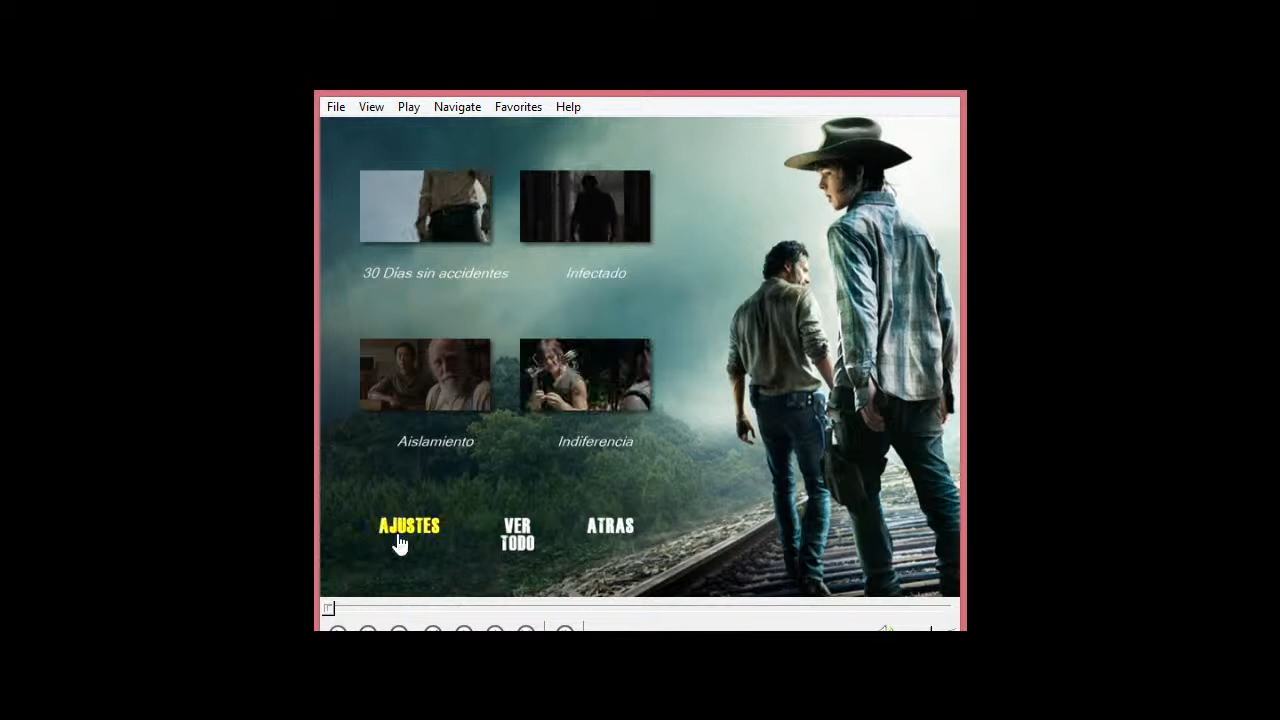 File View Play Navigate Favorites Help
30 Días sin accidentes Infectado
Aislamiento Indiferencia
AJUSTES VER TODO ATRAS